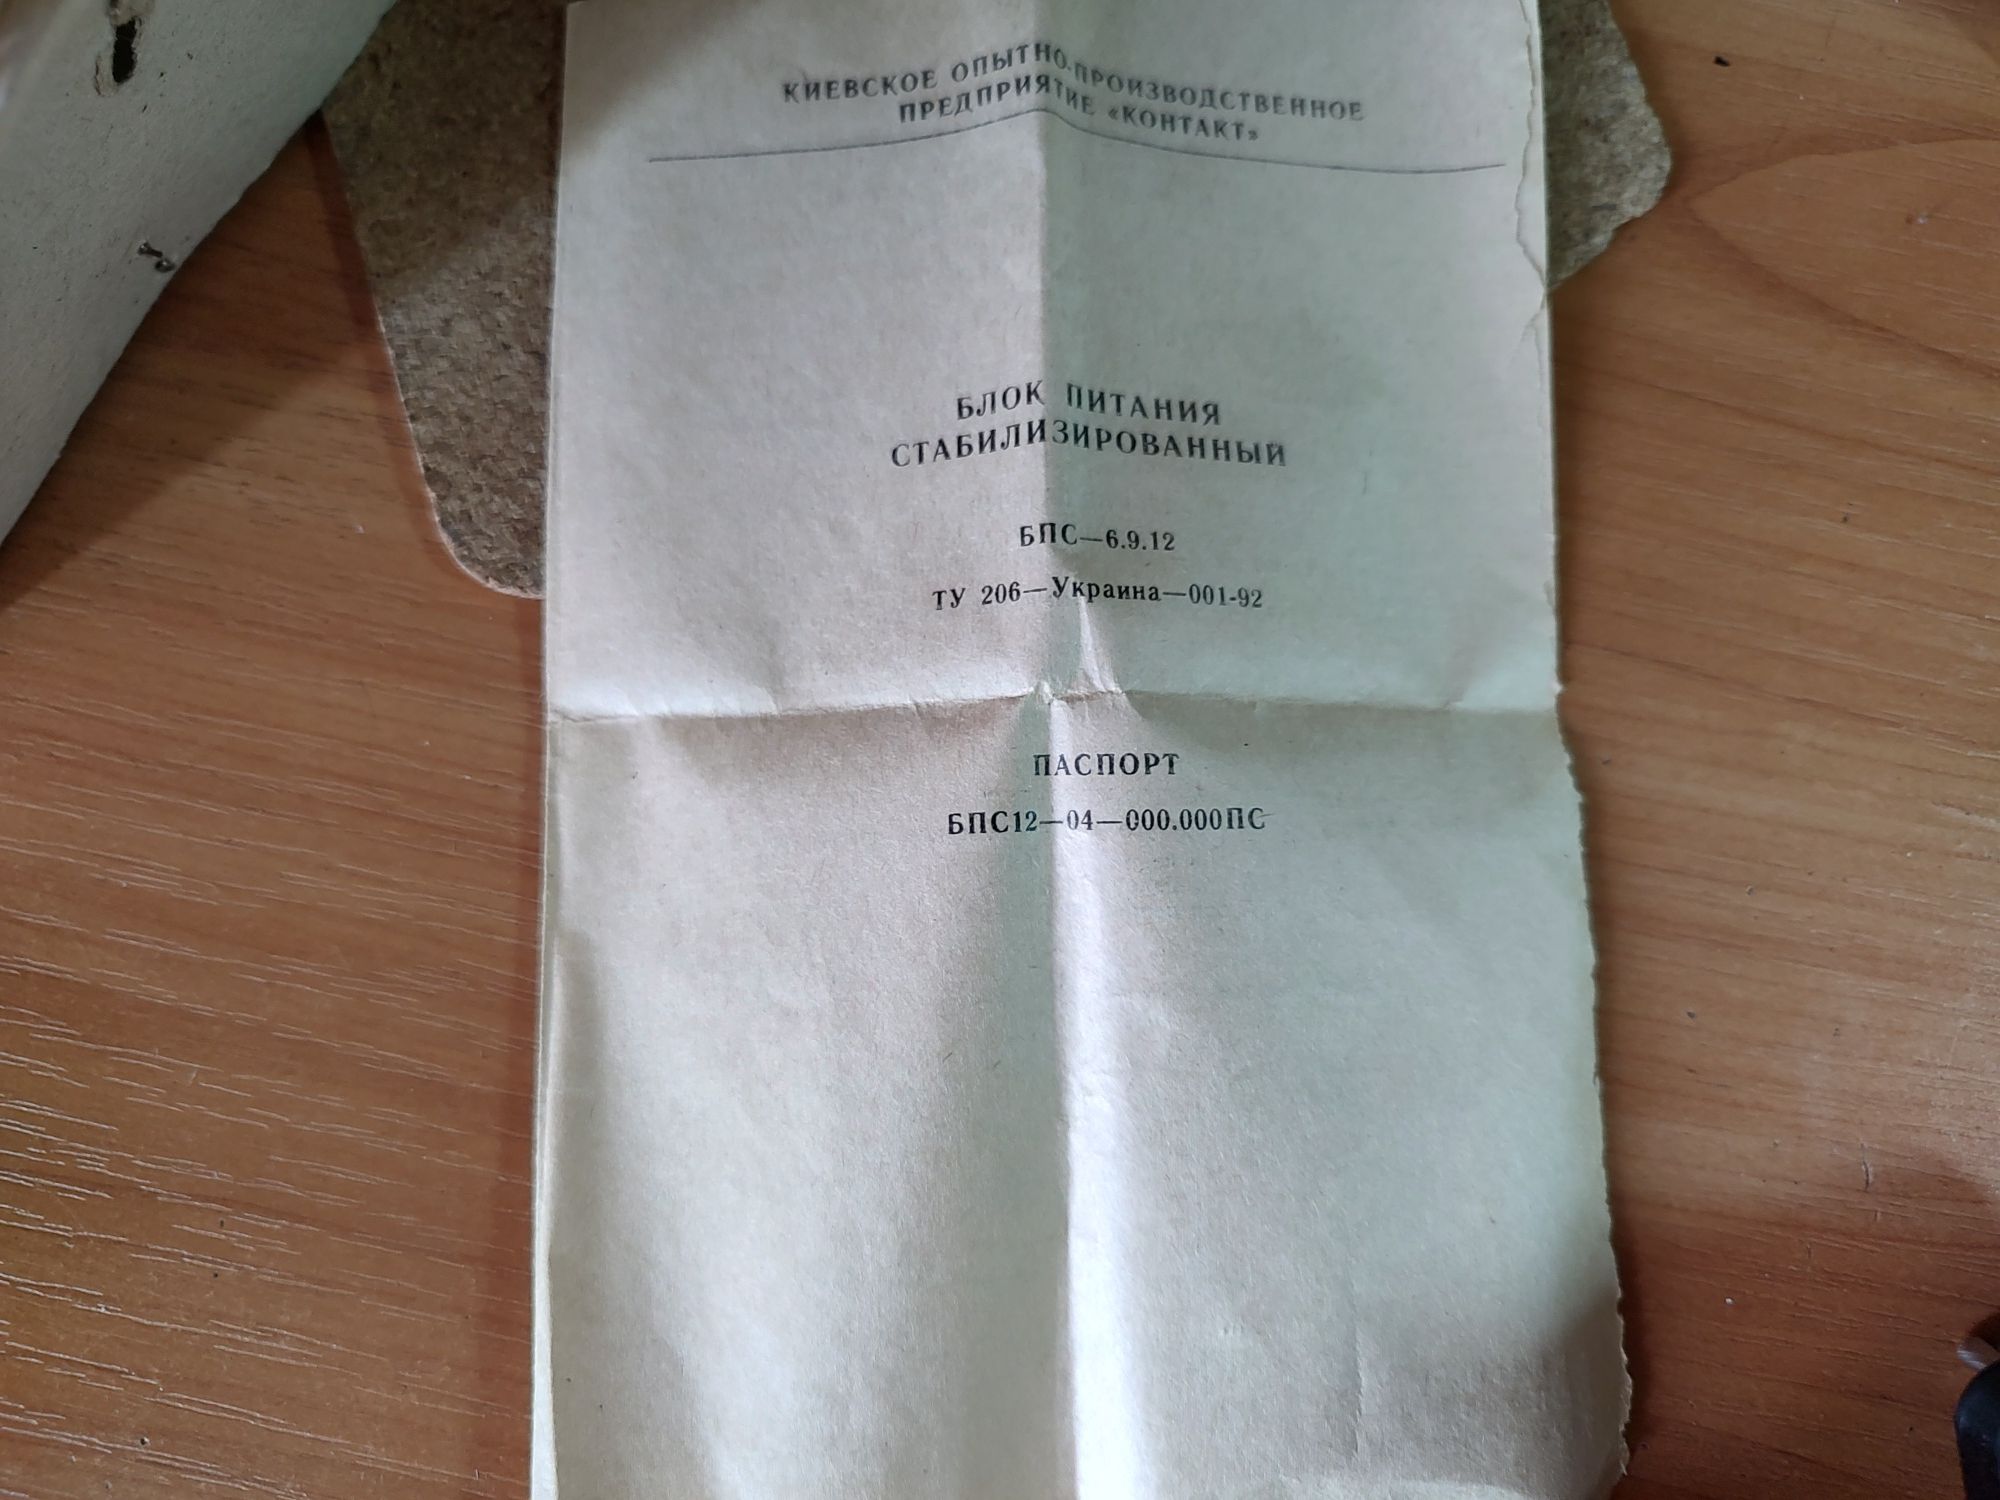 КИЕВСКОЕ ОПЫТНО-ПРОИЗВОДСТВЕННОЕ
ПРЕДПРИЯТИЕ «КОНТАКТ»
БЛОК ПИТАНИЯ
СТАБИЛИЗИРОВАННЫЙ
БПС—6.9.12
ТУ 206—Украина—001-92
ПАСПОРТ
БПС12—04—000.000ПС